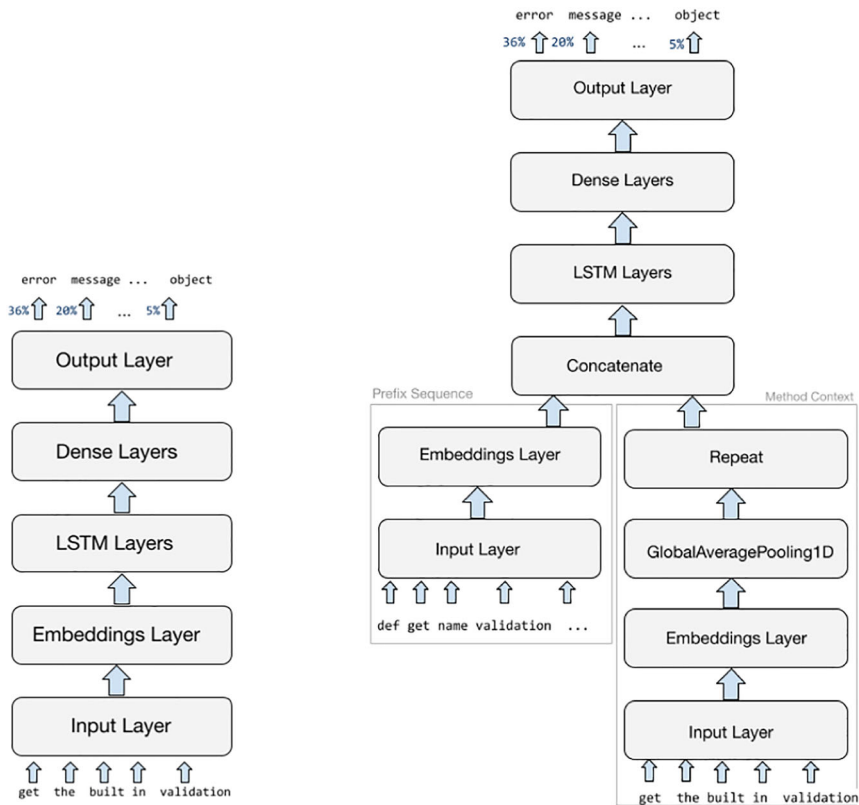 error message ... object
36% 20% ... 5%
Output Layer
Dense Layers
LSTM Layers
Embeddings Layer
Input Layer
get the built in validation
error message ... object
36% 20% ... 5%
Output Layer
Dense Layers
LSTM Layers
Concatenate
Prefix Sequence
Embeddings Layer
Input Layer
def get name validation ...
Method Context
Repeat
GlobalAveragePooling1D
Embeddings Layer
Input Layer
get the built in validation